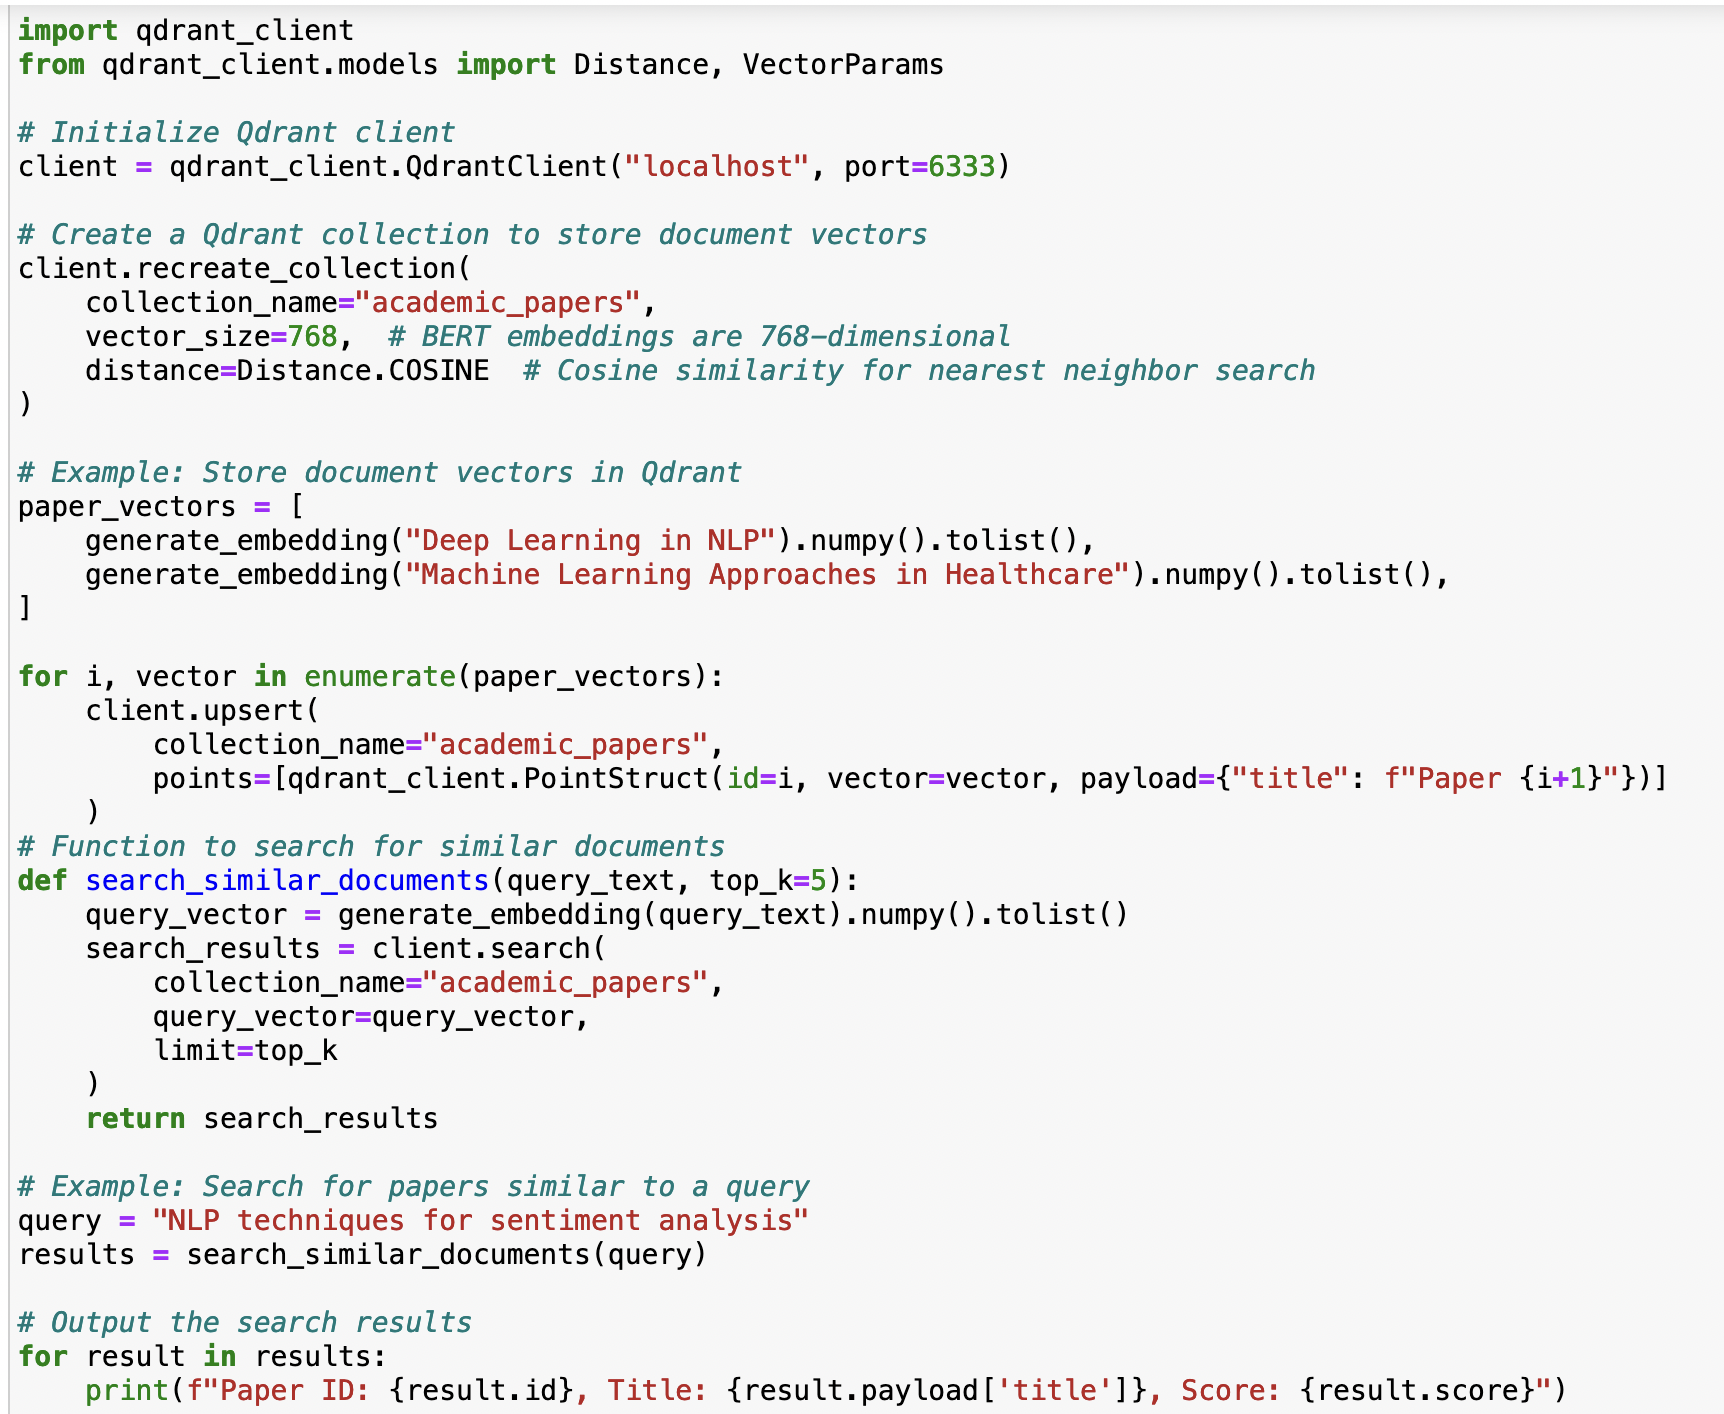 import qdrant_client
from qdrant_client.models import Distance, VectorParams

# Initialize Qdrant client
client = qdrant_client.QdrantClient("localhost", port=6333)

# Create a Qdrant collection to store document vectors
client.recreate_collection(
    collection_name="academic_papers",
    vector_size=768,  # BERT embeddings are 768-dimensional
    distance=Distance.COSINE  # Cosine similarity for nearest neighbor search
)

# Example: Store document vectors in Qdrant
paper_vectors = [
    generate_embedding("Deep Learning in NLP").numpy().tolist(),
    generate_embedding("Machine Learning Approaches in Healthcare").numpy().tolist(),
]

for i, vector in enumerate(paper_vectors):
    client.upsert(
        collection_name="academic_papers",
        points=[qdrant_client.PointStruct(id=i, vector=vector, payload={"title": f"Paper {i+1}"})]
    )
# Function to search for similar documents
def search_similar_documents(query_text, top_k=5):
    query_vector = generate_embedding(query_text).numpy().tolist()
    search_results = client.search(
        collection_name="academic_papers",
        query_vector=query_vector,
        limit=top_k
    )
    return search_results

# Example: Search for papers similar to a query
query = "NLP techniques for sentiment analysis"
results = search_similar_documents(query)

# Output the search results
for result in results:
    print(f"Paper ID: {result.id}, Title: {result.payload['title']}, Score: {result.score}")